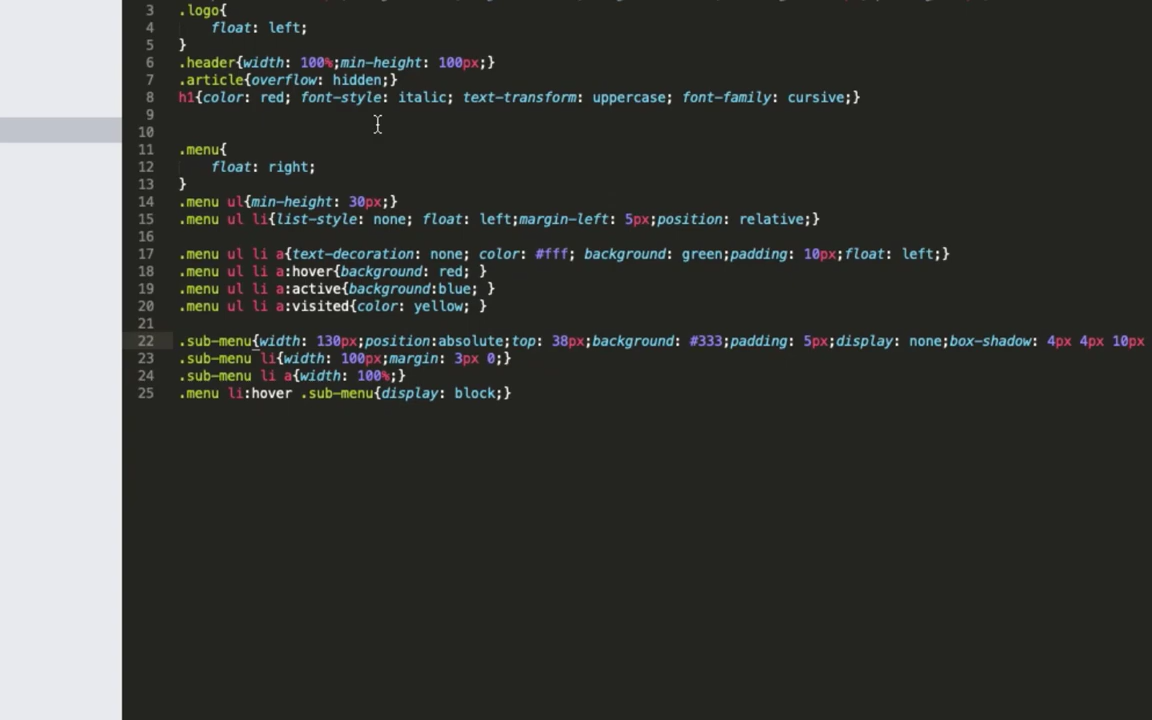 3 .logo{
4 float: left;
5 }
6 .header{width: 100%;min-height: 100px;}
7 .article{overflow: hidden;}
8 h1{color: red; font-style: italic; text-transform: uppercase; font-family: cursive;}
9
10
11 .menu{
12 float: right;
13 }
14 .menu ul{min-height: 30px;}
15 .menu ul li{list-style: none; float: left;margin-left: 5px;position: relative;}
16
17 .menu ul li a{text-decoration: none; color: #fff; background: green;padding: 10px;float: left;}
18 .menu ul li a:hover{background: red; }
19 .menu ul li a:active{background:blue; }
20 .menu ul li a:visited{color: yellow; }
21
22 .sub-menu{width: 130px;position:absolute;top: 38px;background: #333;padding: 5px;display: none;box-shadow: 4px 4px 10px
23 .sub-menu li{width: 100px;margin: 3px 0;}
24 .sub-menu li a{width: 100%;}
25 .menu li:hover .sub-menu{display: block;}